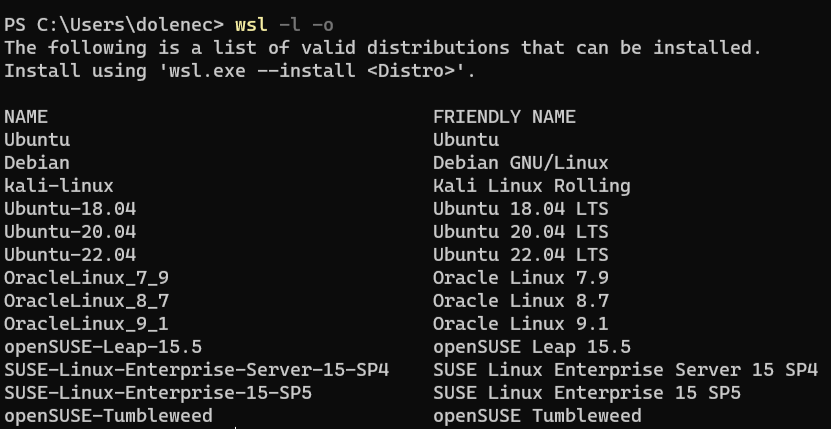 PS C:\Users\dolenec> wsl -l -o
The following is a list of valid distributions that can be installed.
Install using 'wsl.exe --install <Distro>'.
NAME FRIENDLY NAME
Ubuntu Ubuntu
Debian Debian GNU/Linux
kali-linux Kali Linux Rolling
Ubuntu-18.04 Ubuntu 18.04 LTS
Ubuntu-20.04 Ubuntu 20.04 LTS
Ubuntu-22.04 Ubuntu 22.04 LTS
OracleLinux_7_9 Oracle Linux 7.9
OracleLinux_8_7 Oracle Linux 8.7
OracleLinux_9_1 Oracle Linux 9.1
openSUSE-Leap-15.5 openSUSE Leap 15.5
SUSE-Linux-Enterprise-Server-15-SP4 SUSE Linux Enterprise Server 15 SP4
SUSE-Linux-Enterprise-15-SP5 SUSE Linux Enterprise 15 SP5
openSUSE-Tumbleweed openSUSE Tumbleweed